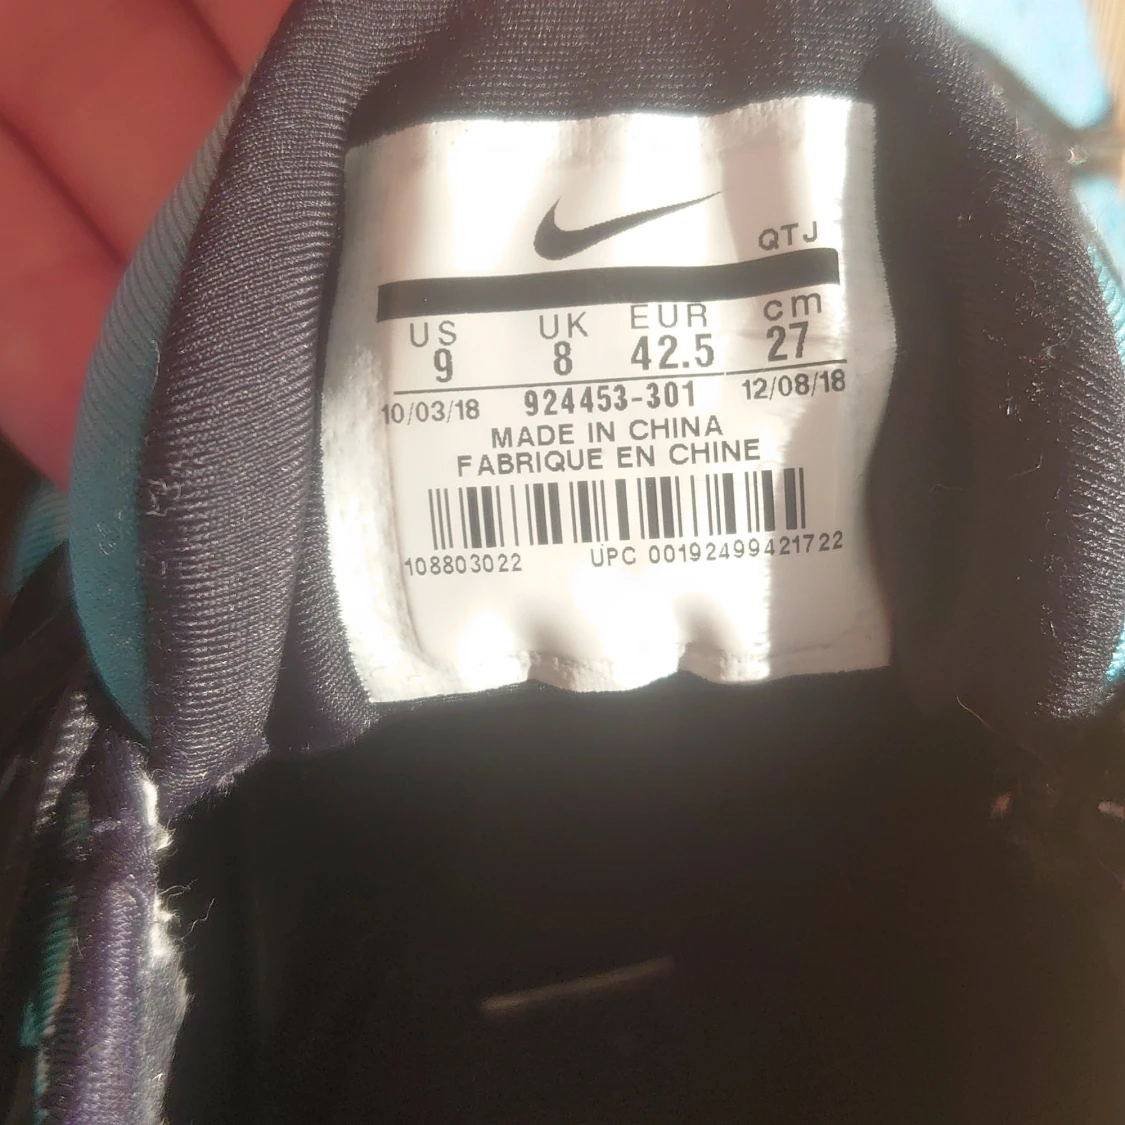 QTJ
US UK EUR cm
9 8 42.5 27
10/03/18 924453-301 12/08/18
MADE IN CHINA
FABRIQUE EN CHINE
108803022 UPC 00192499421722